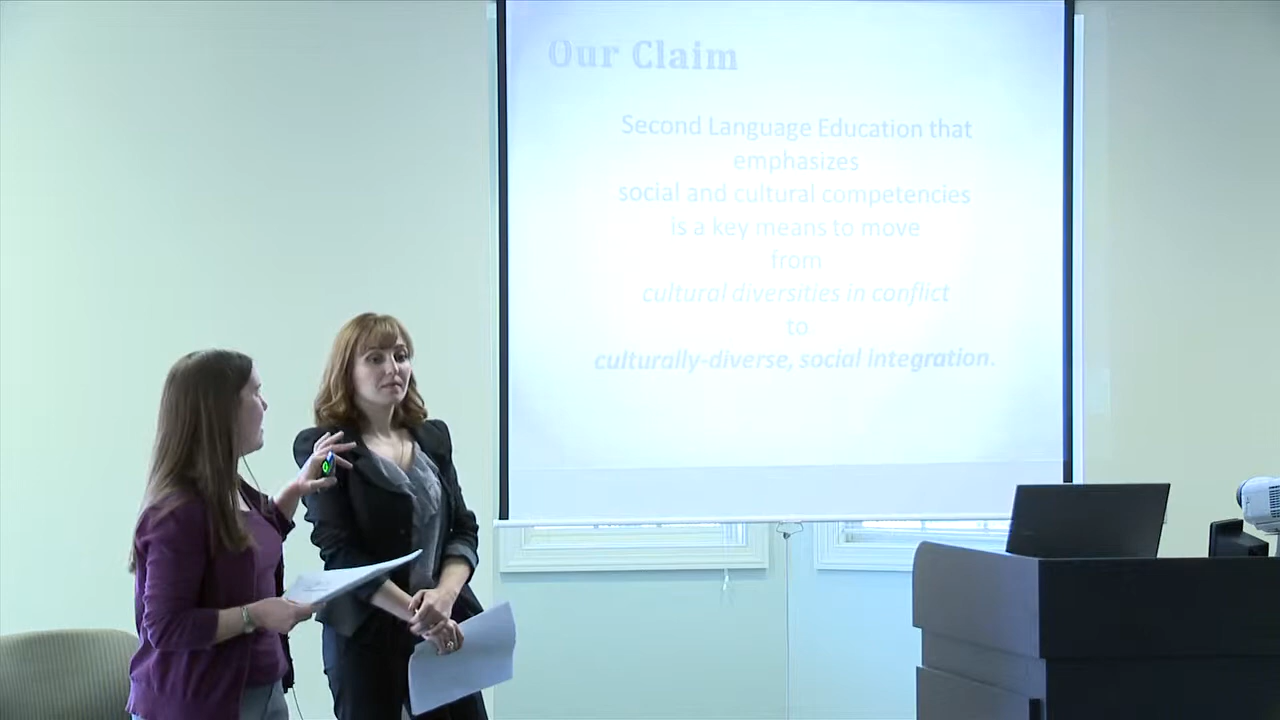 Our Claim
Second Language Education that
emphasizes
social and cultural competencies
is a key means to move
from
cultural diversities in conflict
to
culturally-diverse, social integration.